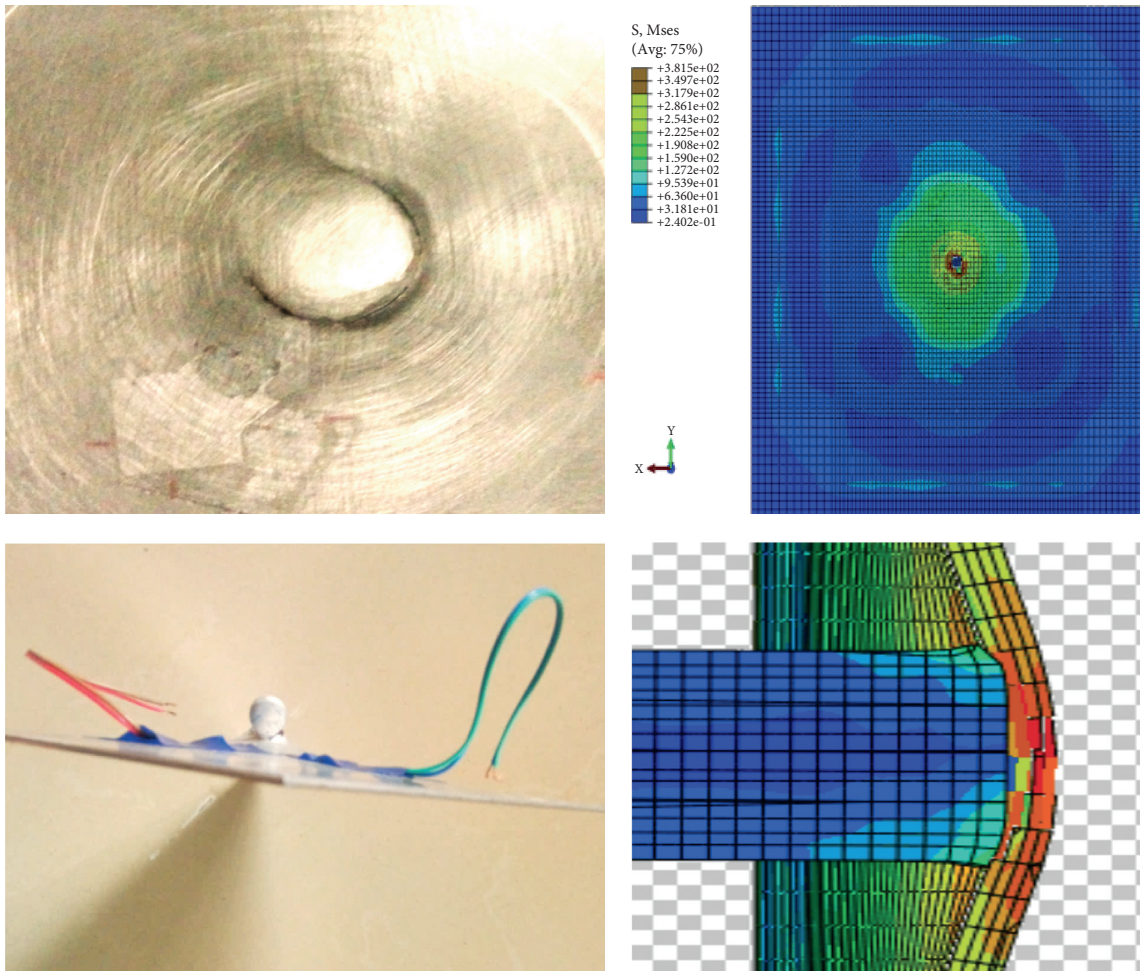 S, Mses
(Avg: 75%)
+3.815e+02
+3.497e+02
+3.179e+02
+2.861e+02
+2.543e+02
+2.225e+02
+1.908e+02
+1.590e+02
+1.272e+02
+9.539e+01
+6.360e+01
+3.181e+01
+2.402e-01
Y
X